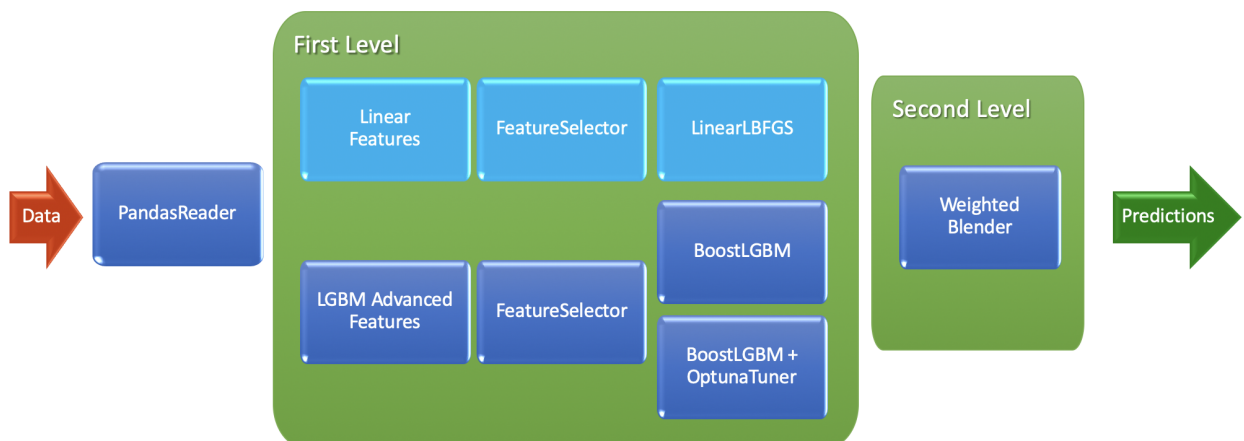 First Level
Linear
Features
FeatureSelector
LinearLBFGS
Second Level
Data
PandasReader
Weighted
Blender
Predictions
BoostLGBM
LGBM Advanced
Features
FeatureSelector
BoostLGBM +
OptunaTuner